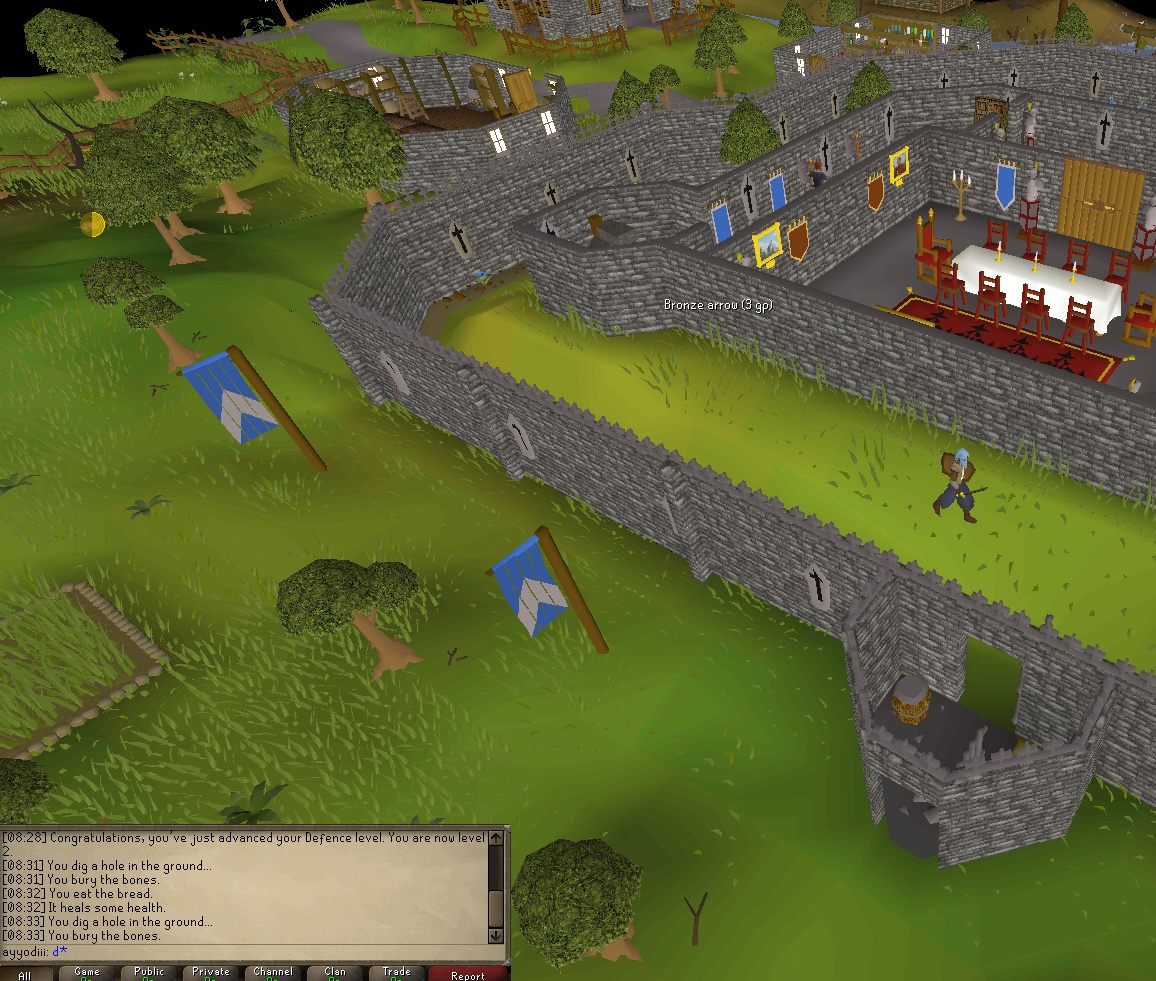 Bronze arrow (3 gp)
[08:28] Congratulations, you've just advanced your Defence level. You are now level
2.
[08:31] You dig a hole in the ground...
[08:31] You bury the bones.
[08:32] You eat the bread.
[08:32] It heals some health.
[08:33] You dig a hole in the ground...
[08:33] You bury the bones.
ayyodiii: d*
All Game Public Private Channel Clan Trade Report